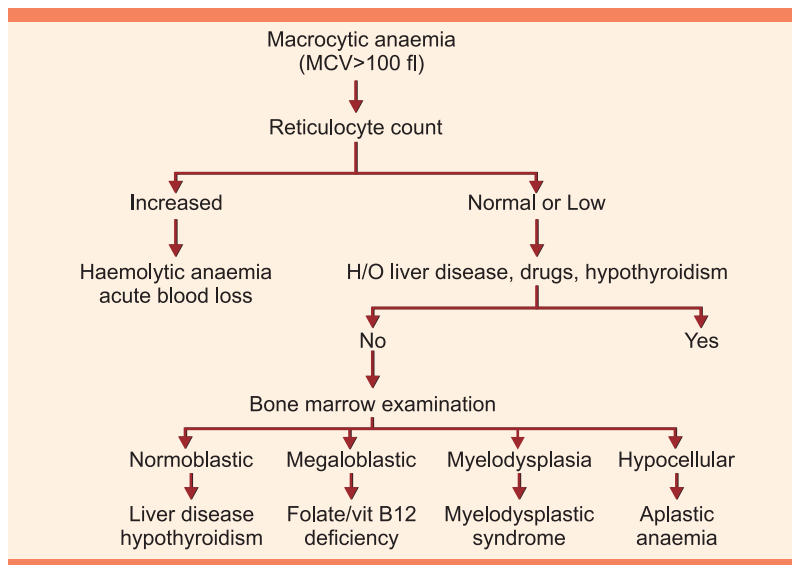 Macrocytic anaemia
(MCV>100 fl)
Reticulocyte count
Increased
Normal or Low
Haemolytic anaemia
acute blood loss
H/O liver disease, drugs, hypothyroidism
No
Yes
Bone marrow examination
Normoblastic
Megaloblastic
Myelodysplasia
Hypocellular
Liver disease
hypothyroidism
Folate/vit B12
deficiency
Myelodysplastic
syndrome
Aplastic
anaemia